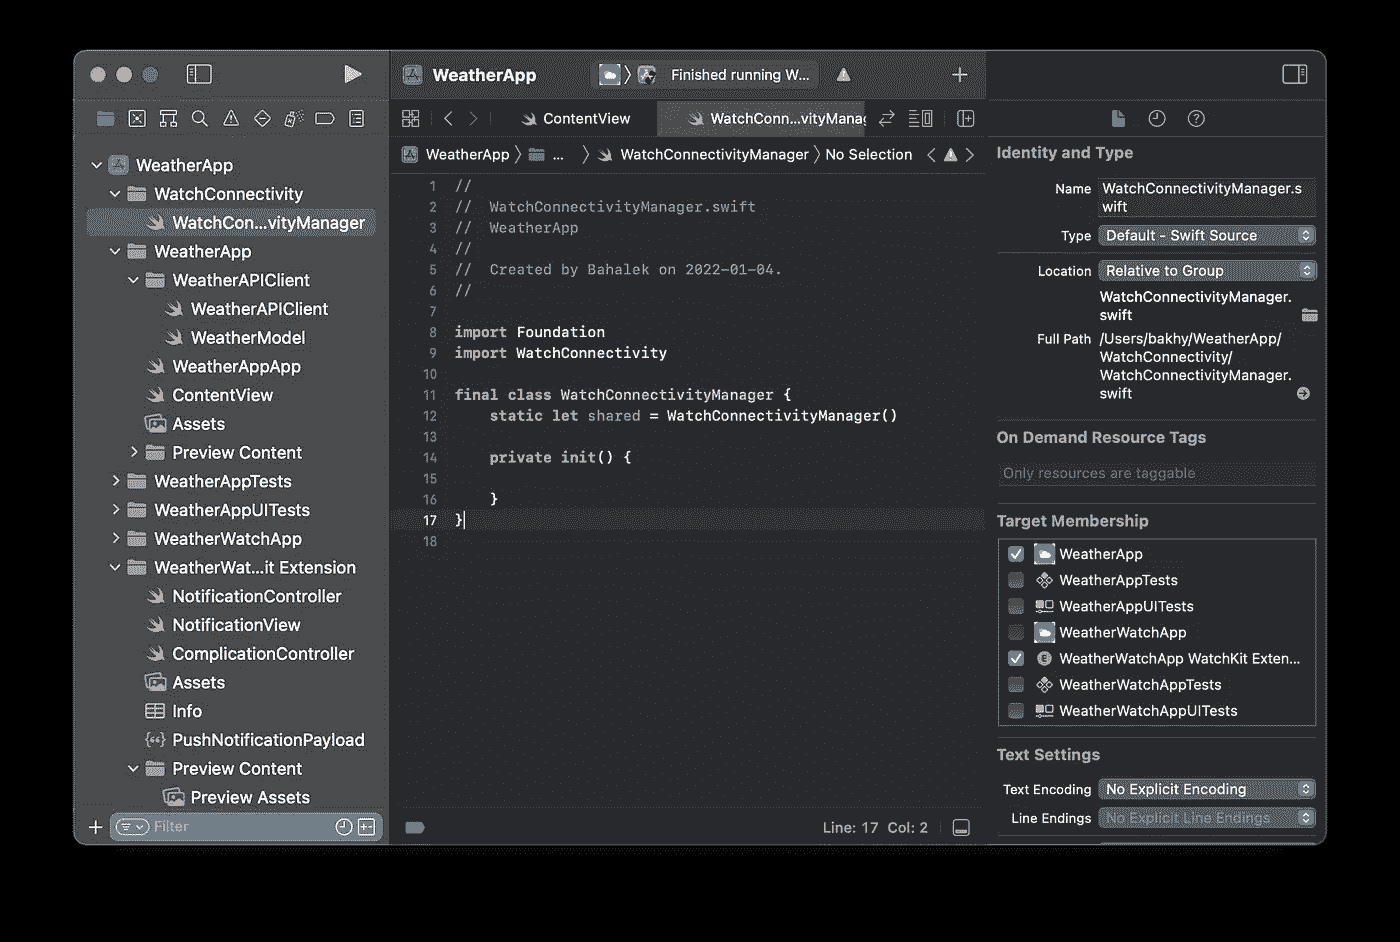 WeatherApp
Finished running W...
ContentView
WatchConn...vityManag
WeatherApp
...
WatchConnectivityManager
No Selection
WeatherApp
WatchConnectivity
WatchCon...vityManager
WeatherApp
WeatherAPIClient
WeatherAPIClient
WeatherModel
WeatherAppApp
ContentView
Assets
Preview Content
WeatherAppTests
WeatherAppUITests
WeatherWatchApp
WeatherWat...it Extension
NotificationController
NotificationView
ComplicationController
Assets
Info
PushNotificationPayload
Preview Content
Preview Assets
Filter
1 //
2 // WatchConnectivityManager.swift
3 // WeatherApp
4 //
5 // Created by Bahalek on 2022-01-04.
6 //
7
8 import Foundation
9 import WatchConnectivity
10
11 final class WatchConnectivityManager {
12 static let shared = WatchConnectivityManager()
13
14 private init() {
15
16 }
17 }
18
Line: 17 Col: 2
Identity and Type
Name WatchConnectivityManager.s
wift
Type Default - Swift Source
Location Relative to Group
WatchConnectivityManager.
swift
Full Path /Users/bakhy/WeatherApp/
WatchConnectivity/
WatchConnectivityManager.
swift
On Demand Resource Tags
Only resources are taggable
Target Membership
WeatherApp
WeatherAppTests
WeatherAppUITests
WeatherWatchApp
E WeatherWatchApp WatchKit Exten...
WeatherWatchAppTests
WeatherWatchAppUITests
Text Settings
Text Encoding No Explicit Encoding
Line Endings No Explicit Line Endings